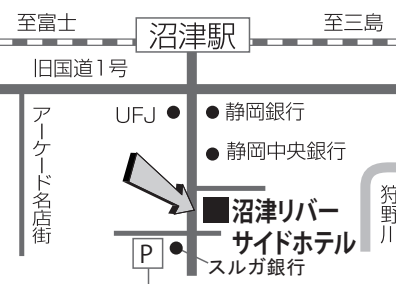 至富士
沼津駅
至三島
旧国道1号
UFJ
静岡銀行
静岡中央銀行
アーケード名店街
沼津リバー
サイドホテル
狩野川
P
スルガ銀行